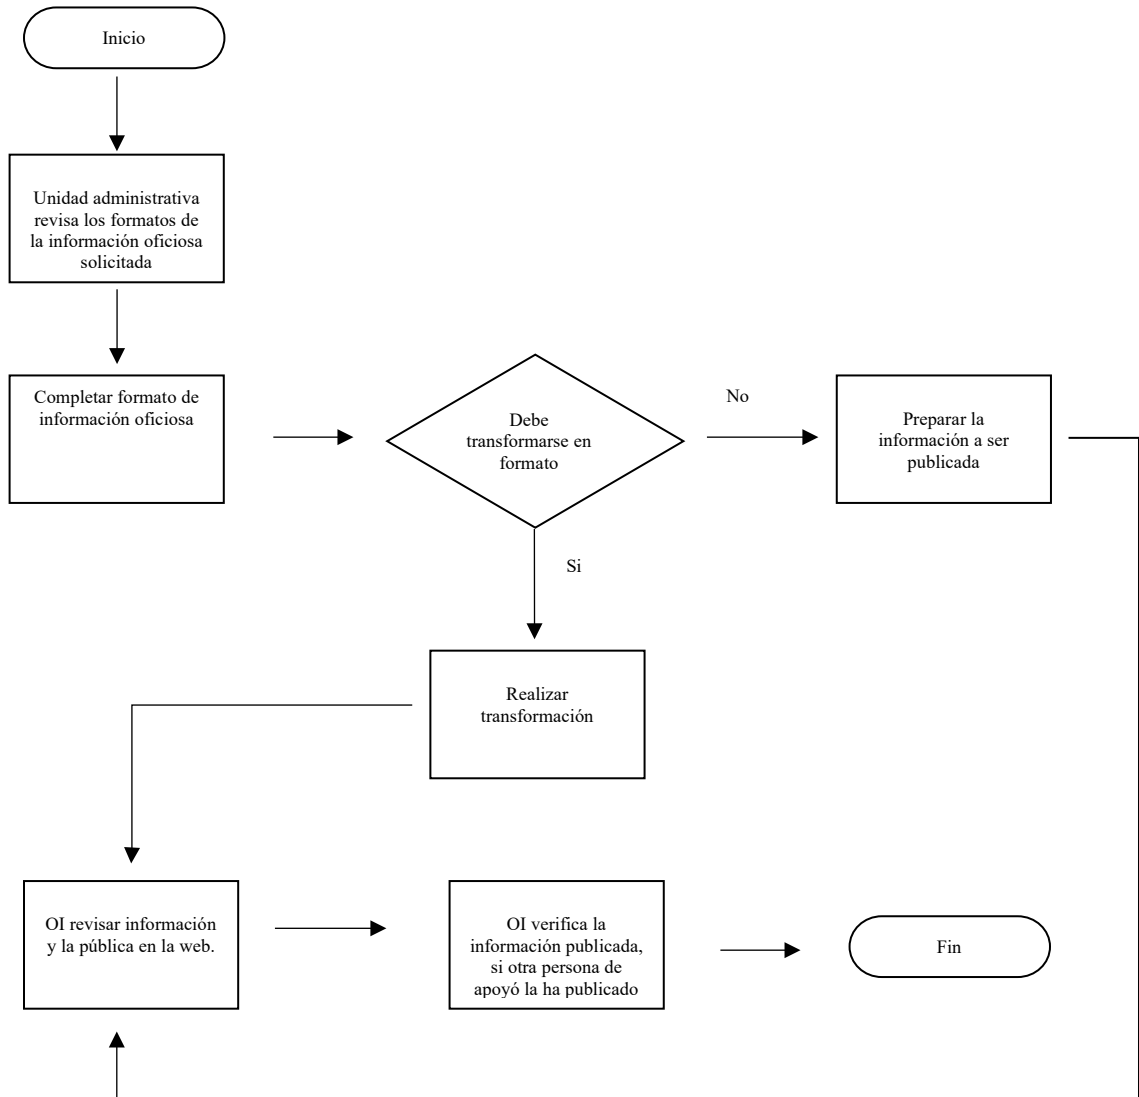 Inicio
Unidad administrativa
revisa los formatos de
la información oficiosa
solicitada
Completar formato de
información oficiosa
Debe
transformarse en
formato
No
Preparar la
información a ser
publicada
Si
Realizar
transformación
OI revisar información
y la pública en la web.
OI verifica la
información publicada,
si otra persona de
apoyó la ha publicado
Fin